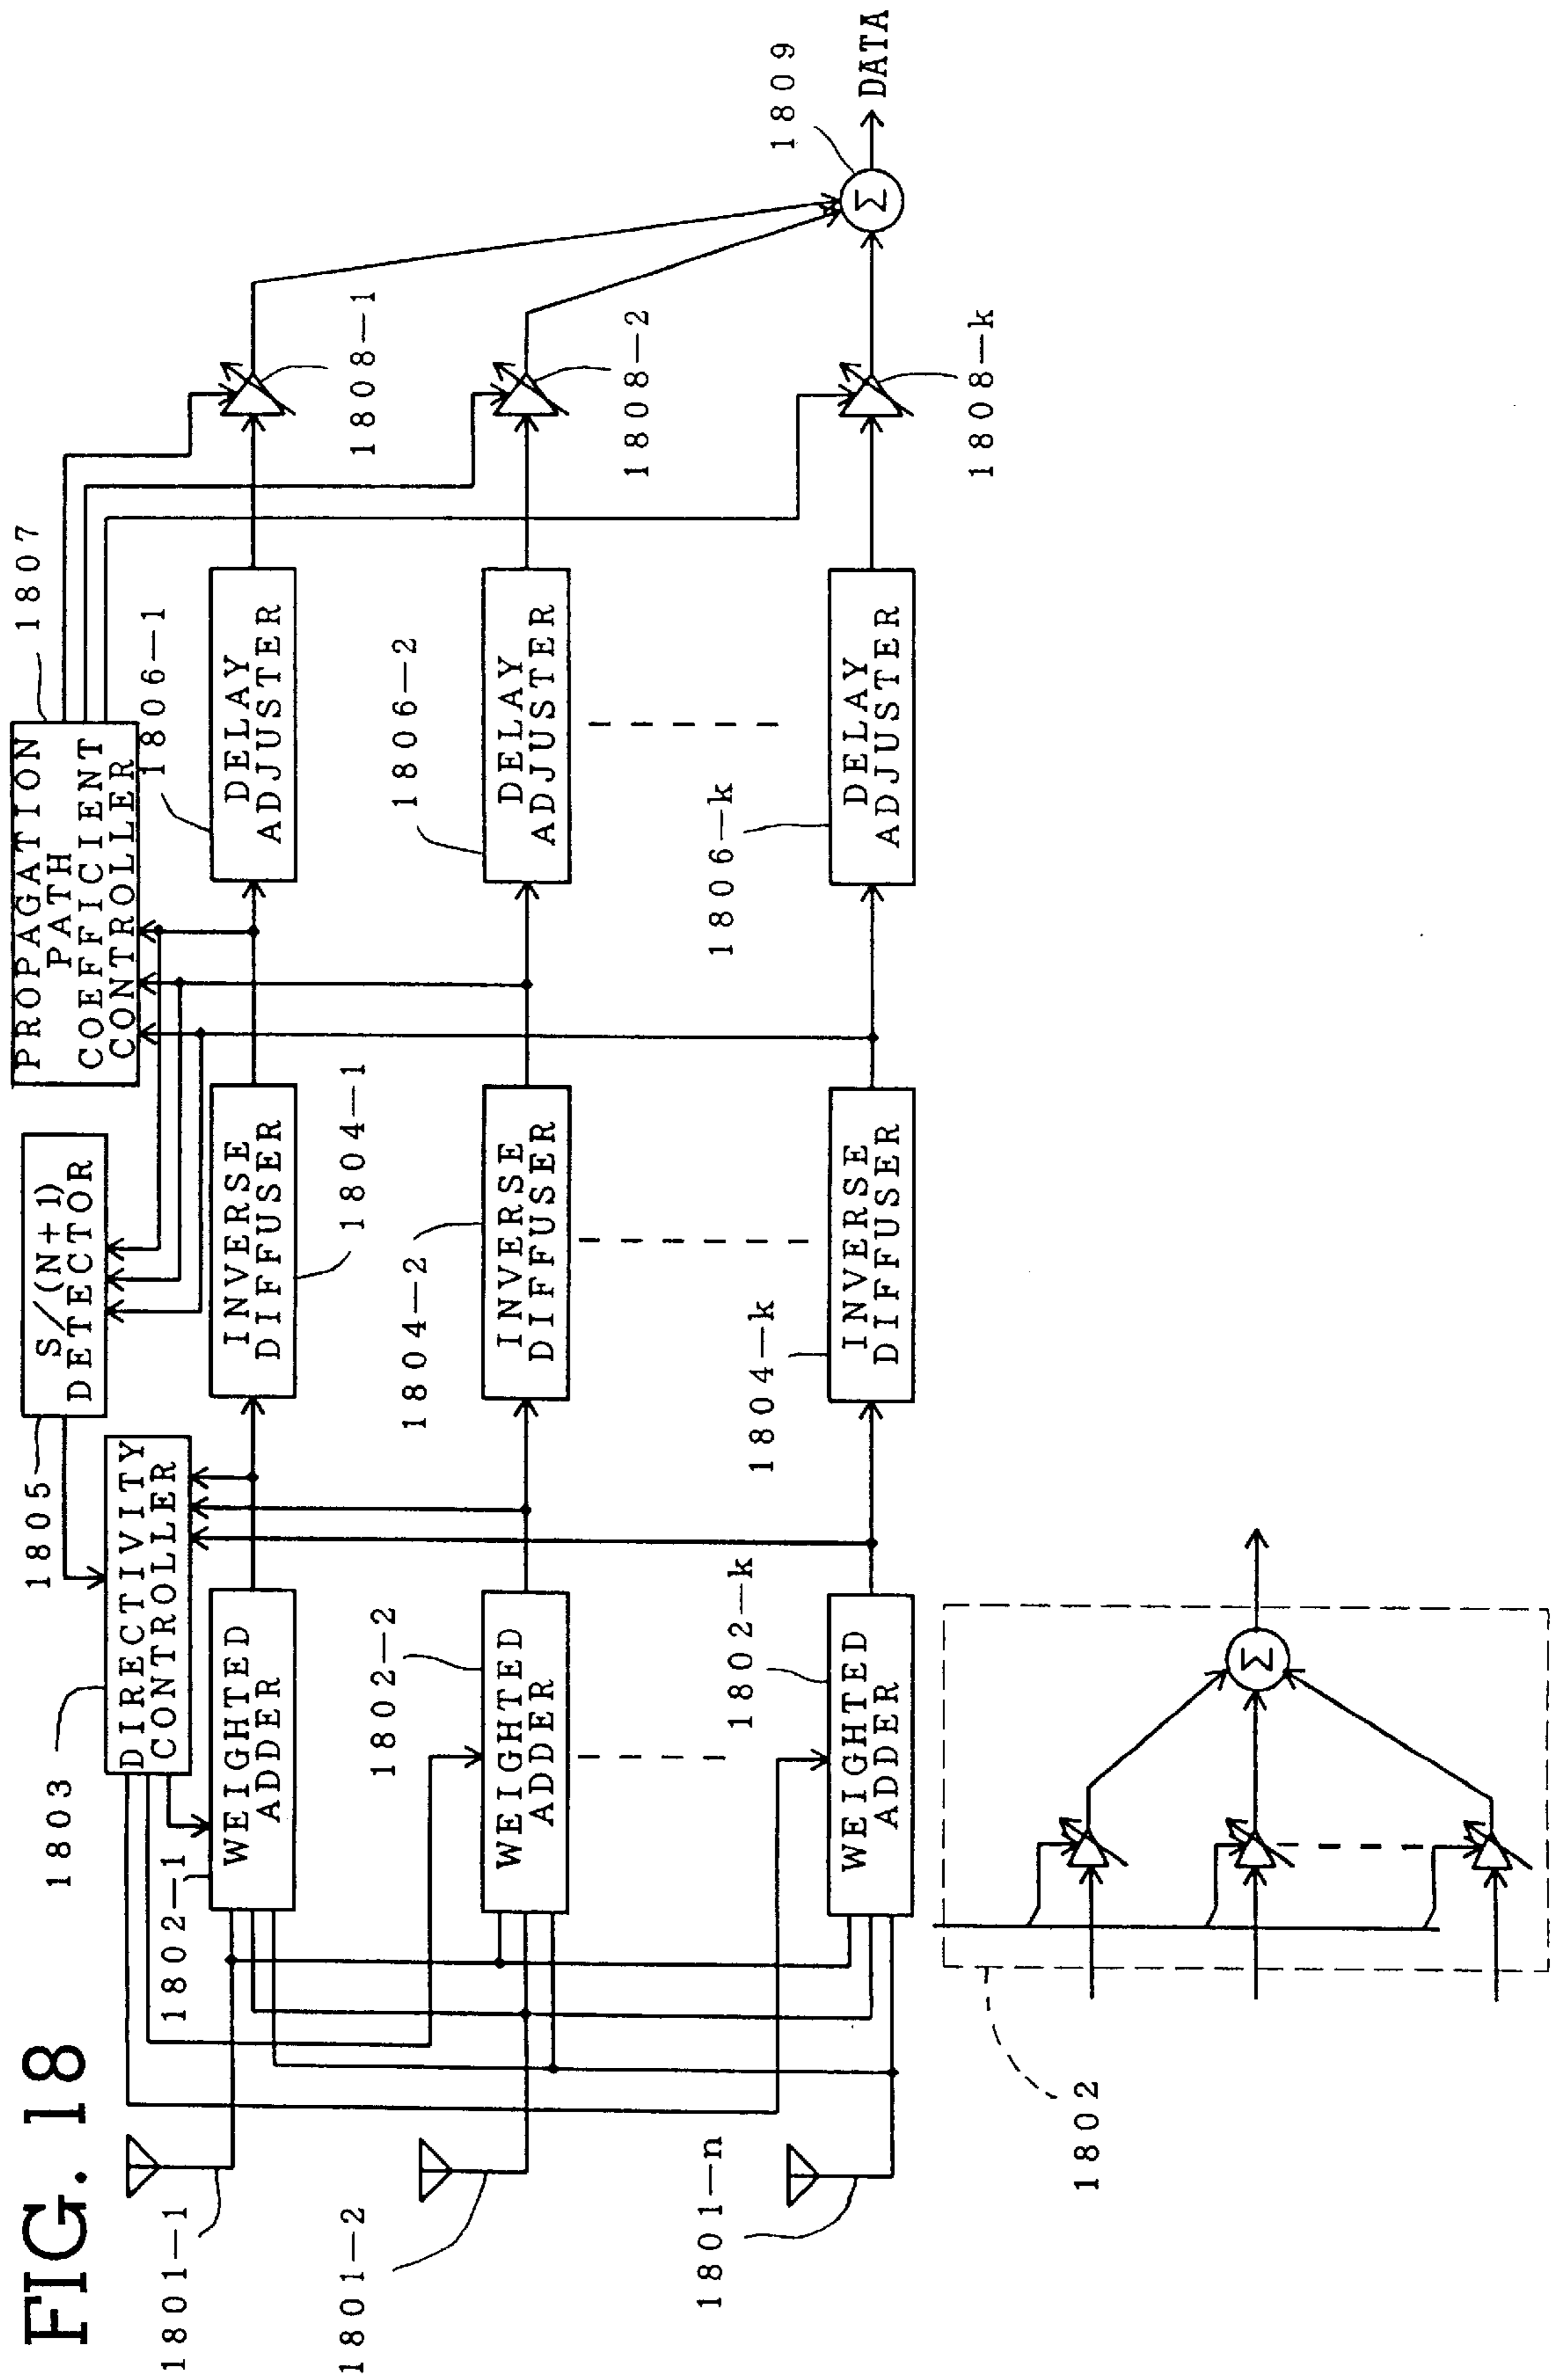 FIG. 18
1801-1
1801-2
1801-n
1803
DIRECTIVITY
CONTROLLER
1805
S/(N+1)
DETECTOR
PROPAGATION
PATH
COEFFICIENT
CONTROLLER
1807
1802-1
WEIGHTED
ADDER
INVERSE
DIFFUSER
1804-1
1806-1
DELAY
ADJUSTER
1808-1
1802-2
WEIGHTED
ADDER
1804-2
INVERSE
DIFFUSER
1806-2
DELAY
ADJUSTER
1808-2
1802-k
WEIGHTED
ADDER
1804-k
INVERSE
DIFFUSER
1806-k
DELAY
ADJUSTER
1808-k
1809
Σ
DATA
1802
Σ